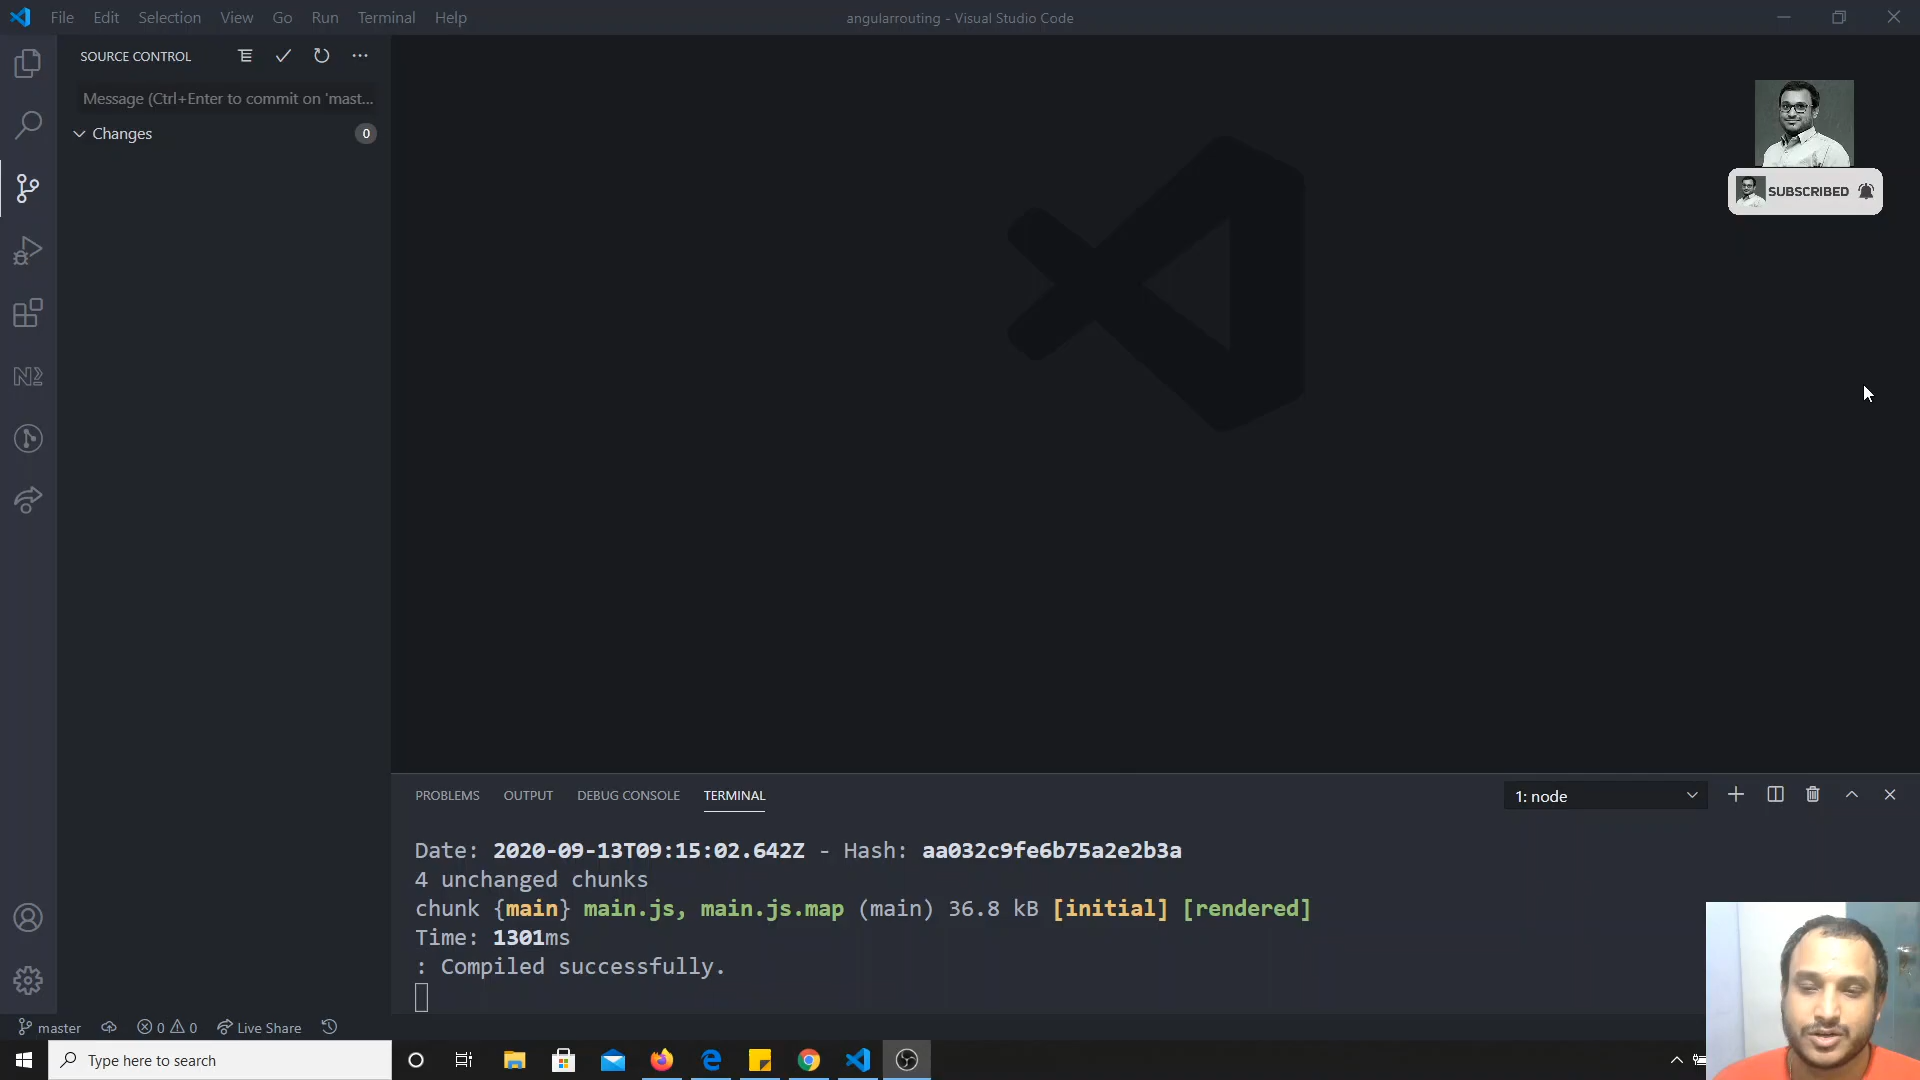 File Edit Selection View Go Run Terminal Help
angularrouting - Visual Studio Code
SOURCE CONTROL
Message (Ctrl+Enter to commit on 'mast...
Changes 0
SUBSCRIBED
PROBLEMS OUTPUT DEBUG CONSOLE TERMINAL
1: node
Date: 2020-09-13T09:15:02.642Z - Hash: aa032c9fe6b75a2e2b3a
4 unchanged chunks
chunk {main} main.js, main.js.map (main) 36.8 kB [initial] [rendered]
Time: 1301ms
: Compiled successfully.
master 0 0 Live Share
Type here to search